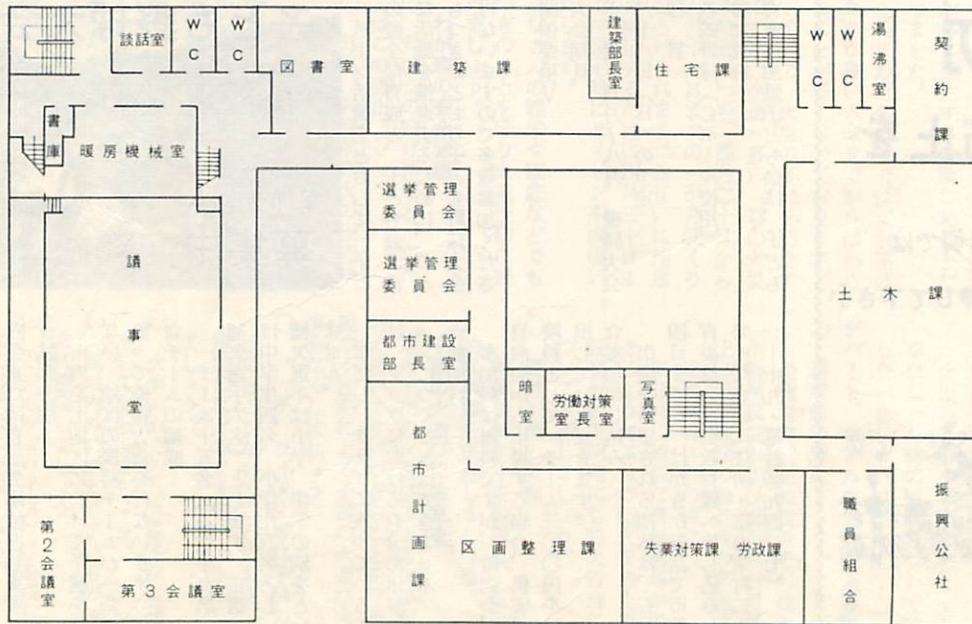 談話室
WC
WC
図書室
建築課
建築部長室
住宅課
WC
WC
湯沸室
契約課
書庫
暖房機械室
選挙管理
委員会
選挙管理
委員会
都市建設
部長室
議事堂
土木課
暗室
労働対策
室長室
写真室
都市計画課
区画整理課
失業対策課
労政課
職員組合
振興公社
第2会議室
第3会議室